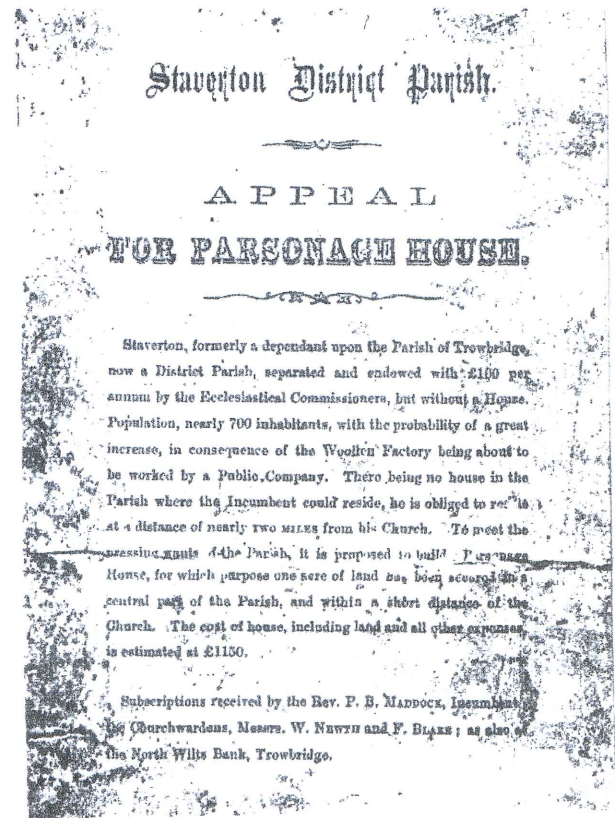 Staverton District Parish.
APPEAL
FOR PARSONAGE HOUSE.
Staverton, formerly a dependant upon the Parish of Trowbridge,
now a District Parish, separated and endowed with £100 per
annum by the Ecclesiastical Commissioners, but without a House.
Population, nearly 700 inhabitants, with the probability of a great
increase, in consequence of the Woollen Factory being about to
be worked by a Public Company. There being no house in the
Parish where the Incumbent could reside, he is obliged to
at a distance of nearly TWO MILES from his Church. To meet the
pressing of the Parish, it is proposed to build Parsonage
House, for which purpose one acre of land has been secured in a
central part of the Parish, and within a short distance of the
Church. The cost of house, including land and all other expenses,
is estimated at £1150.
Subscriptions received by the Rev. P. B. MADDOCK, Incumbent,
the Churchwardens, Messrs. W. NEWTH and F. BLAKE; as also at
the North Wilts Bank, Trowbridge.